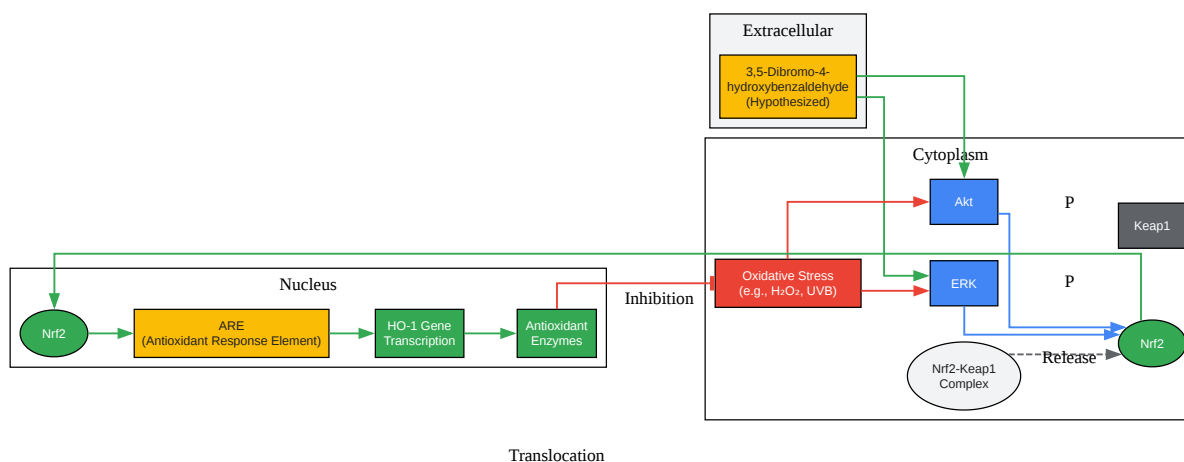 Extracellular
3,5-Dibromo-4-
hydroxybenzaldehyde
(Hypothesized)
Cytoplasm
Akt
P
Keap1
Oxidative Stress
(e.g., H₂O₂, UVB)
ERK
P
Nrf2
Nrf2-Keap1
Complex
Release
Inhibition
Nucleus
Nrf2
ARE
(Antioxidant Response Element)
HO-1 Gene
Transcription
Antioxidant
Enzymes
Translocation